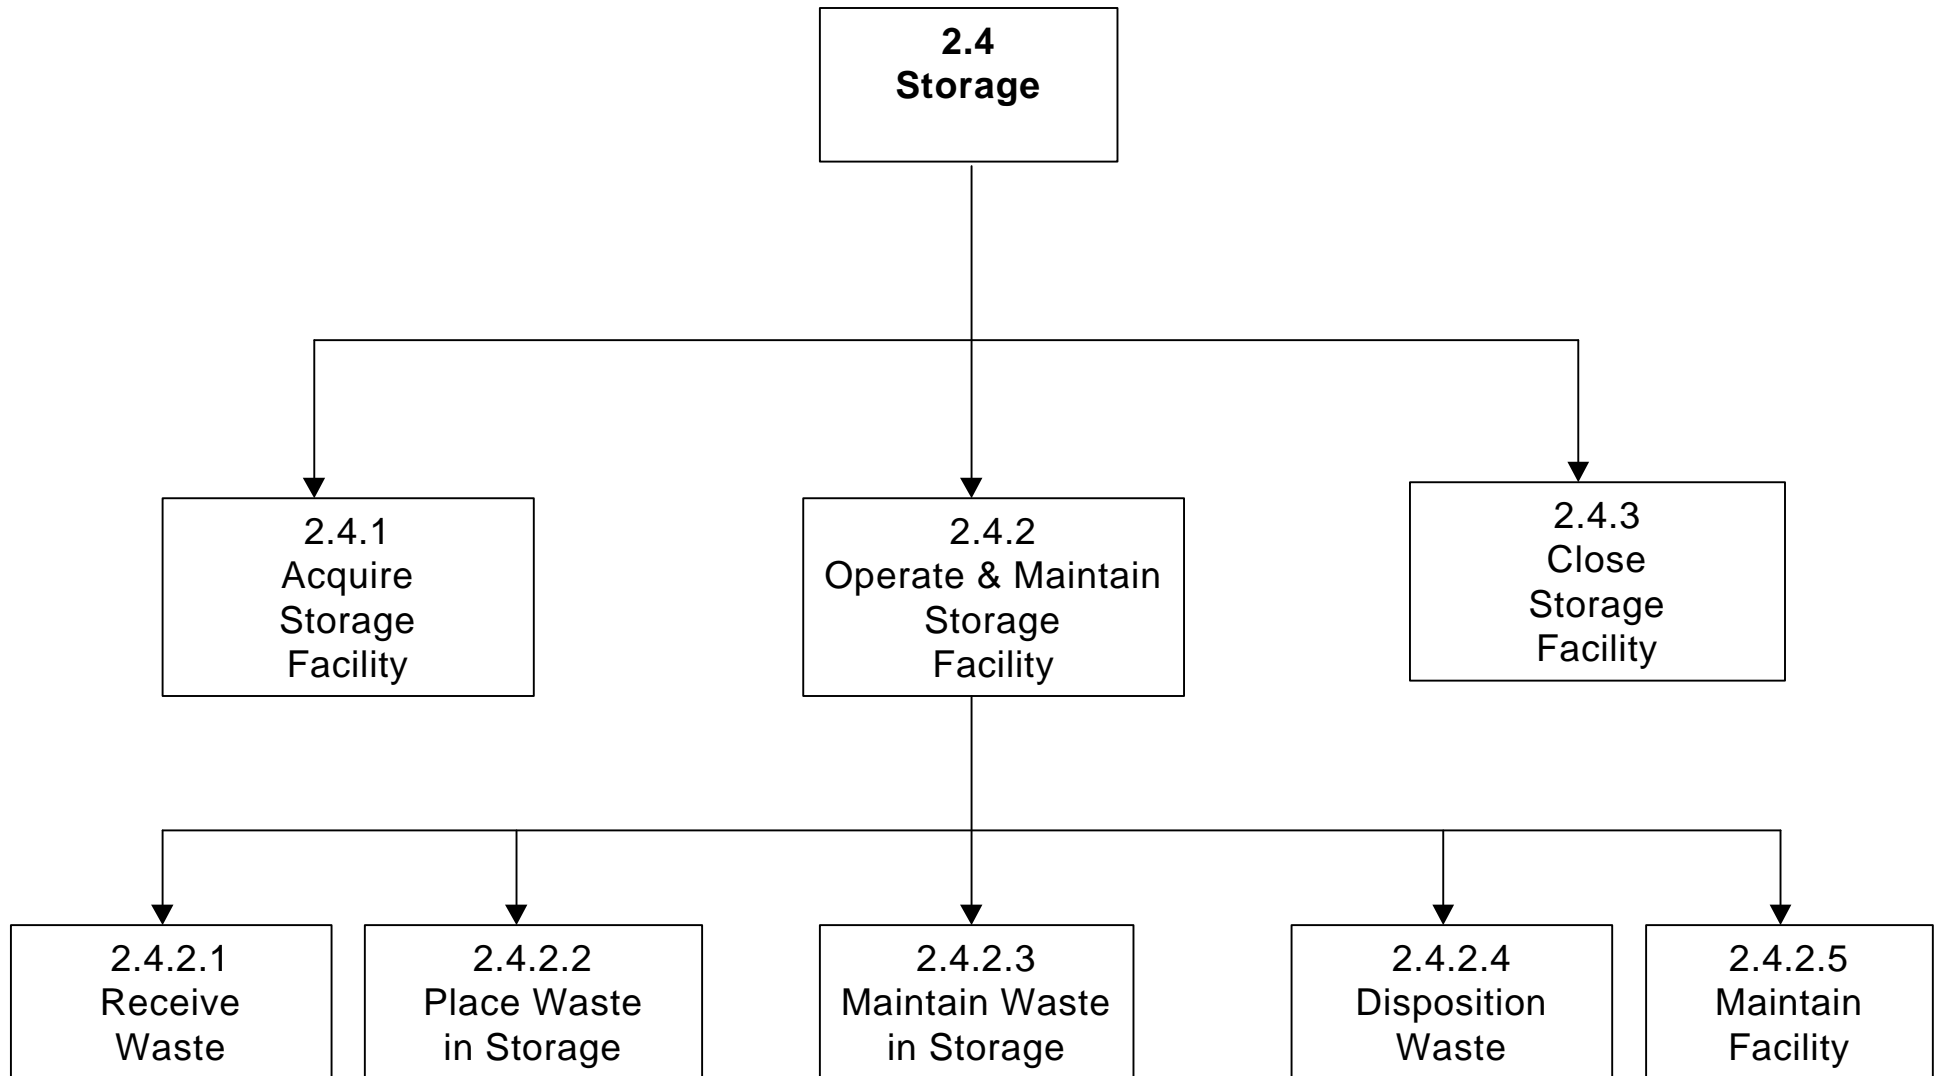 2.4
Storage
2.4.1
Acquire
Storage
Facility
2.4.2
Operate & Maintain
Storage
Facility
2.4.3
Close
Storage
Facility
2.4.2.1
Receive
Waste
2.4.2.2
Place Waste
in Storage
2.4.2.3
Maintain Waste
in Storage
2.4.2.4
Disposition
Waste
2.4.2.5
Maintain
Facility